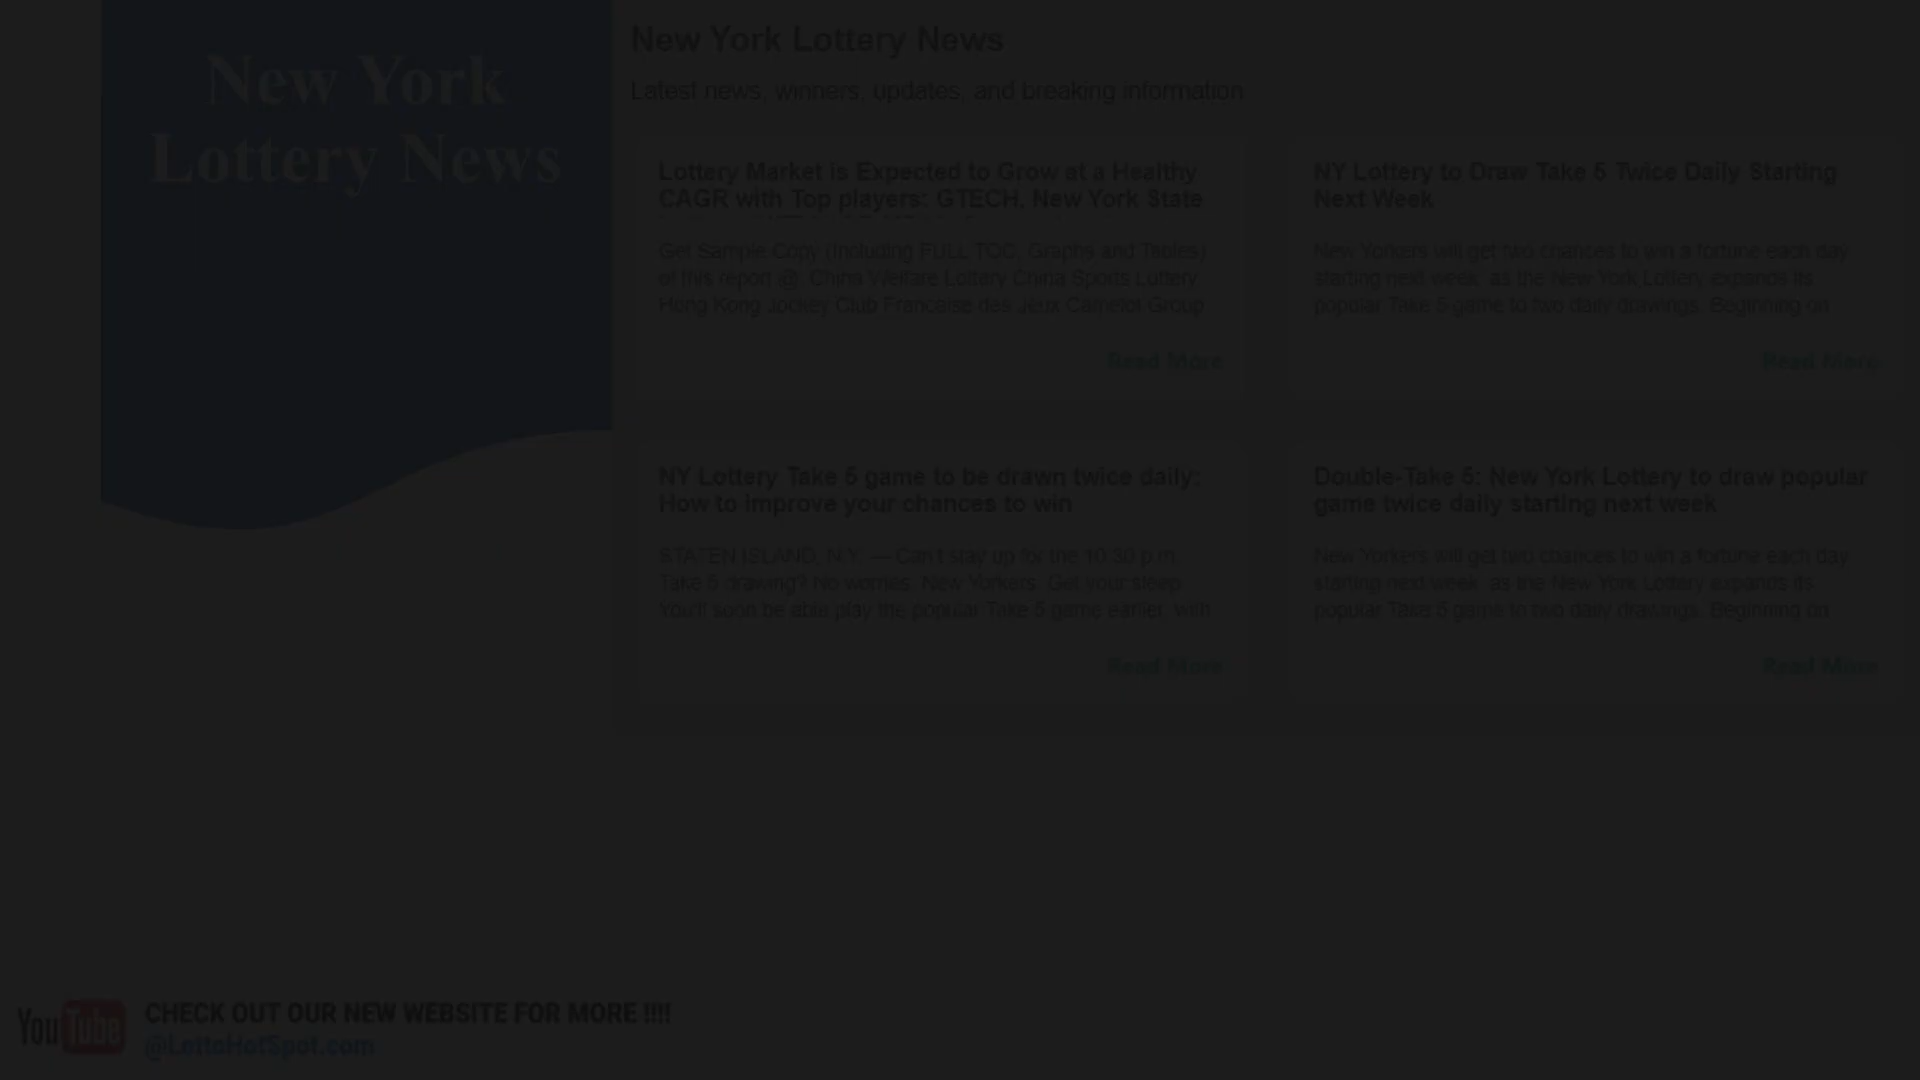 New York
Lottery News
New York Lottery News
Latest news, winners, updates, and breaking information
Lottery Market is Expected to Grow at a Healthy
CAGR with Top players: GTECH, New York State
Get Sample Copy (Including FULL TOC, Graphs and Tables)
of this report @. China Welfare Lottery China Sports Lottery
Hong Kong Jockey Club Francaise des Jeux Camelot Group
Read More
NY Lottery to Draw Take 5 Twice Daily Starting
Next Week
New Yorkers will get two chances to win a fortune each day
starting next week, as the New York Lottery expands its
popular Take 5 game to two daily drawings. Beginning on
Read More
NY Lottery Take 5 game to be drawn twice daily:
How to improve your chances to win
STATEN ISLAND, N.Y. — Can't stay up for the 10:30 p.m.
Take 5 drawing? No worries, New Yorkers. Get your sleep.
You'll soon be able play the popular Take 5 game earlier, with
Read More
Double-Take 5: New York Lottery to draw popular
game twice daily starting next week
New Yorkers will get two chances to win a fortune each day
starting next week, as the New York Lottery expands its
popular Take 5 game to two daily drawings. Beginning on
Read More
YouTube
CHECK OUT OUR NEW WEBSITE FOR MORE !!!!
@LottoHotSpot.com